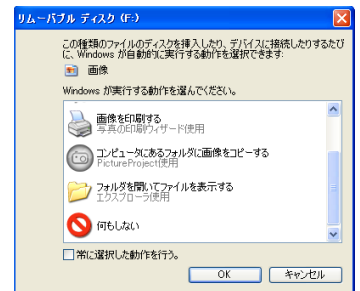 リムーバブル ディスク (F:)
この種類のファイルのディスクを挿入したり、デバイスに接続したりするたび
に、Windows が自動的に実行する動作を選択できます:
画像
Windows が実行する動作を選んでください。
画像を印刷する
写真の印刷ウィザード使用
コンピュータにあるフォルダに画像をコピーする
PictureProject使用
フォルダを開いてファイルを表示する
エクスプローラ使用
何もしない
常に選択した動作を行う。
OK
キャンセル